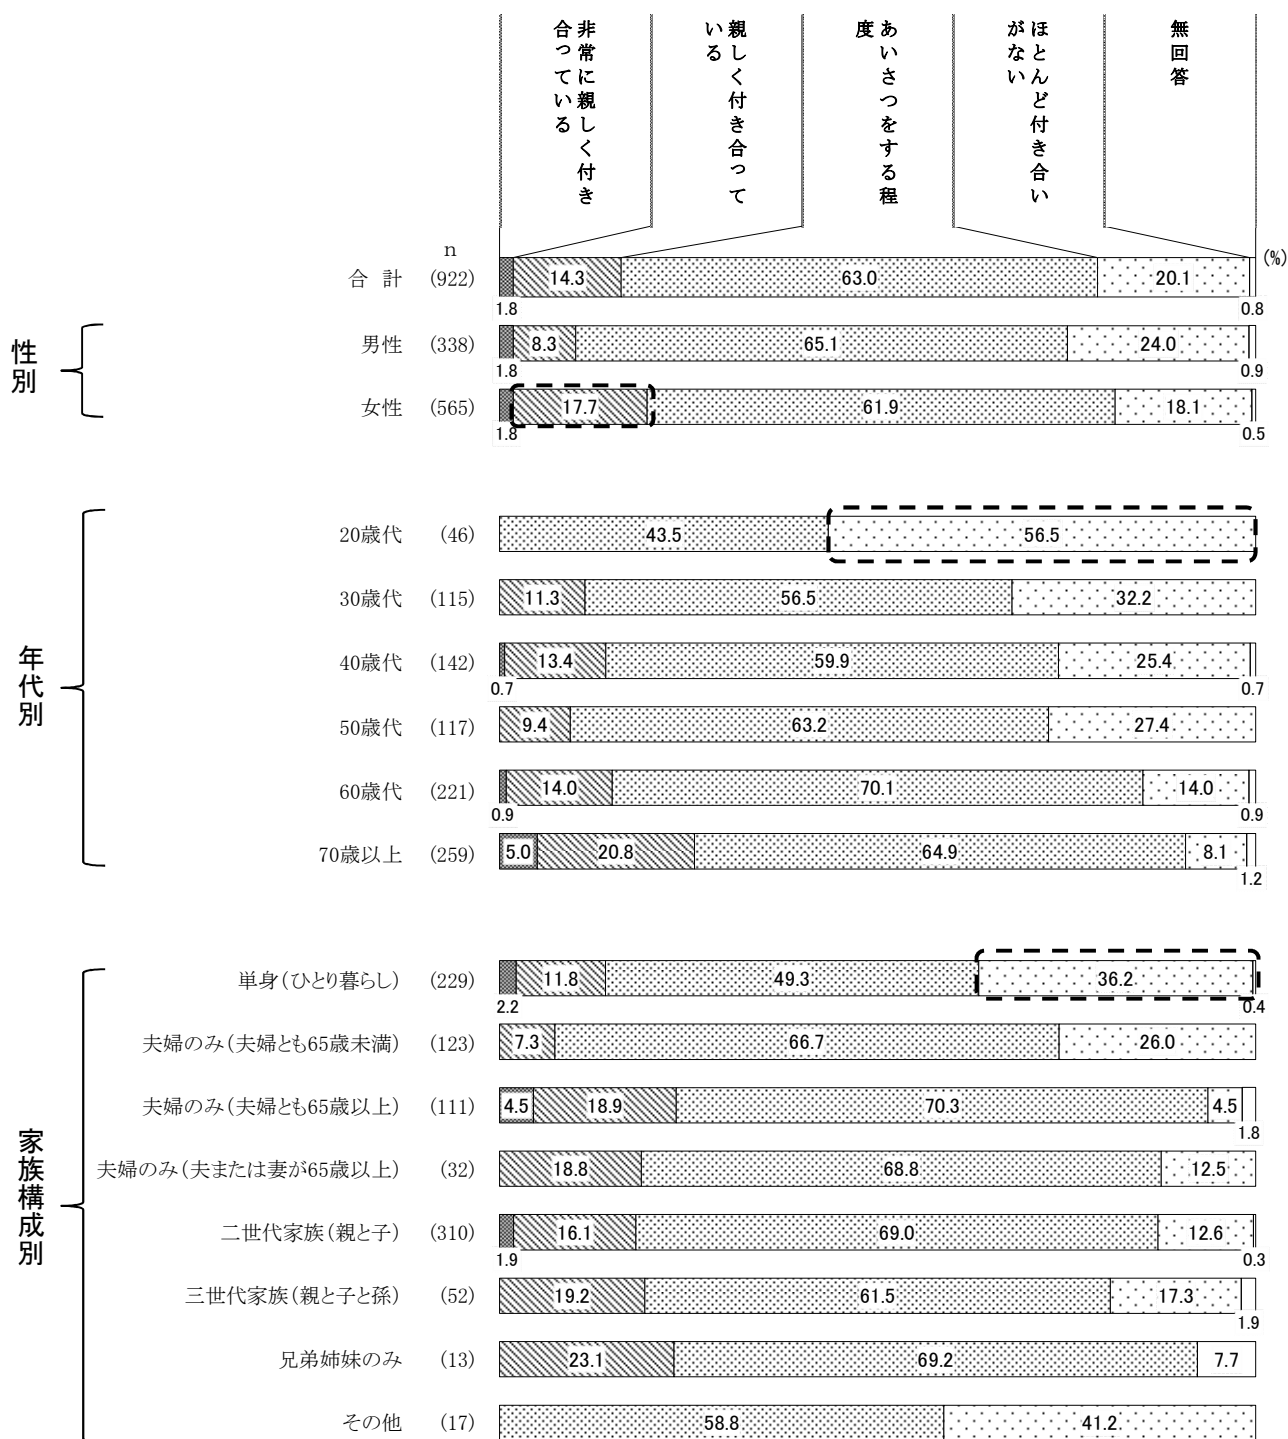 非常に親しく付き
合っている
親しく付き合って
いる
あいさつをする程
度
ほとんど付き合い
がない
無回答
n
(%)
合 計 (922) 14.3 63.0 20.1
1.8 0.8
性別
男性 (338) 8.3 65.1 24.0
1.8 0.9
女性 (565) 17.7 61.9 18.1
1.8 0.5
年代別
20歳代 (46) 43.5 56.5
30歳代 (115) 11.3 56.5 32.2
40歳代 (142) 13.4 59.9 25.4
0.7 0.7
50歳代 (117) 9.4 63.2 27.4
60歳代 (221) 14.0 70.1 14.0
0.9 0.9
70歳以上 (259) 5.0 20.8 64.9 8.1
1.2
家族構成別
単身(ひとり暮らし) (229) 11.8 49.3 36.2
2.2 0.4
夫婦のみ(夫婦とも65歳未満) (123) 7.3 66.7 26.0
夫婦のみ(夫婦とも65歳以上) (111) 4.5 18.9 70.3 4.5
1.8
夫婦のみ(夫または妻が65歳以上) (32) 18.8 68.8 12.5
二世代家族(親と子) (310) 16.1 69.0 12.6
1.9 0.3
三世代家族(親と子と孫) (52) 19.2 61.5 17.3
1.9
兄弟姉妹のみ (13) 23.1 69.2 7.7
その他 (17) 58.8 41.2